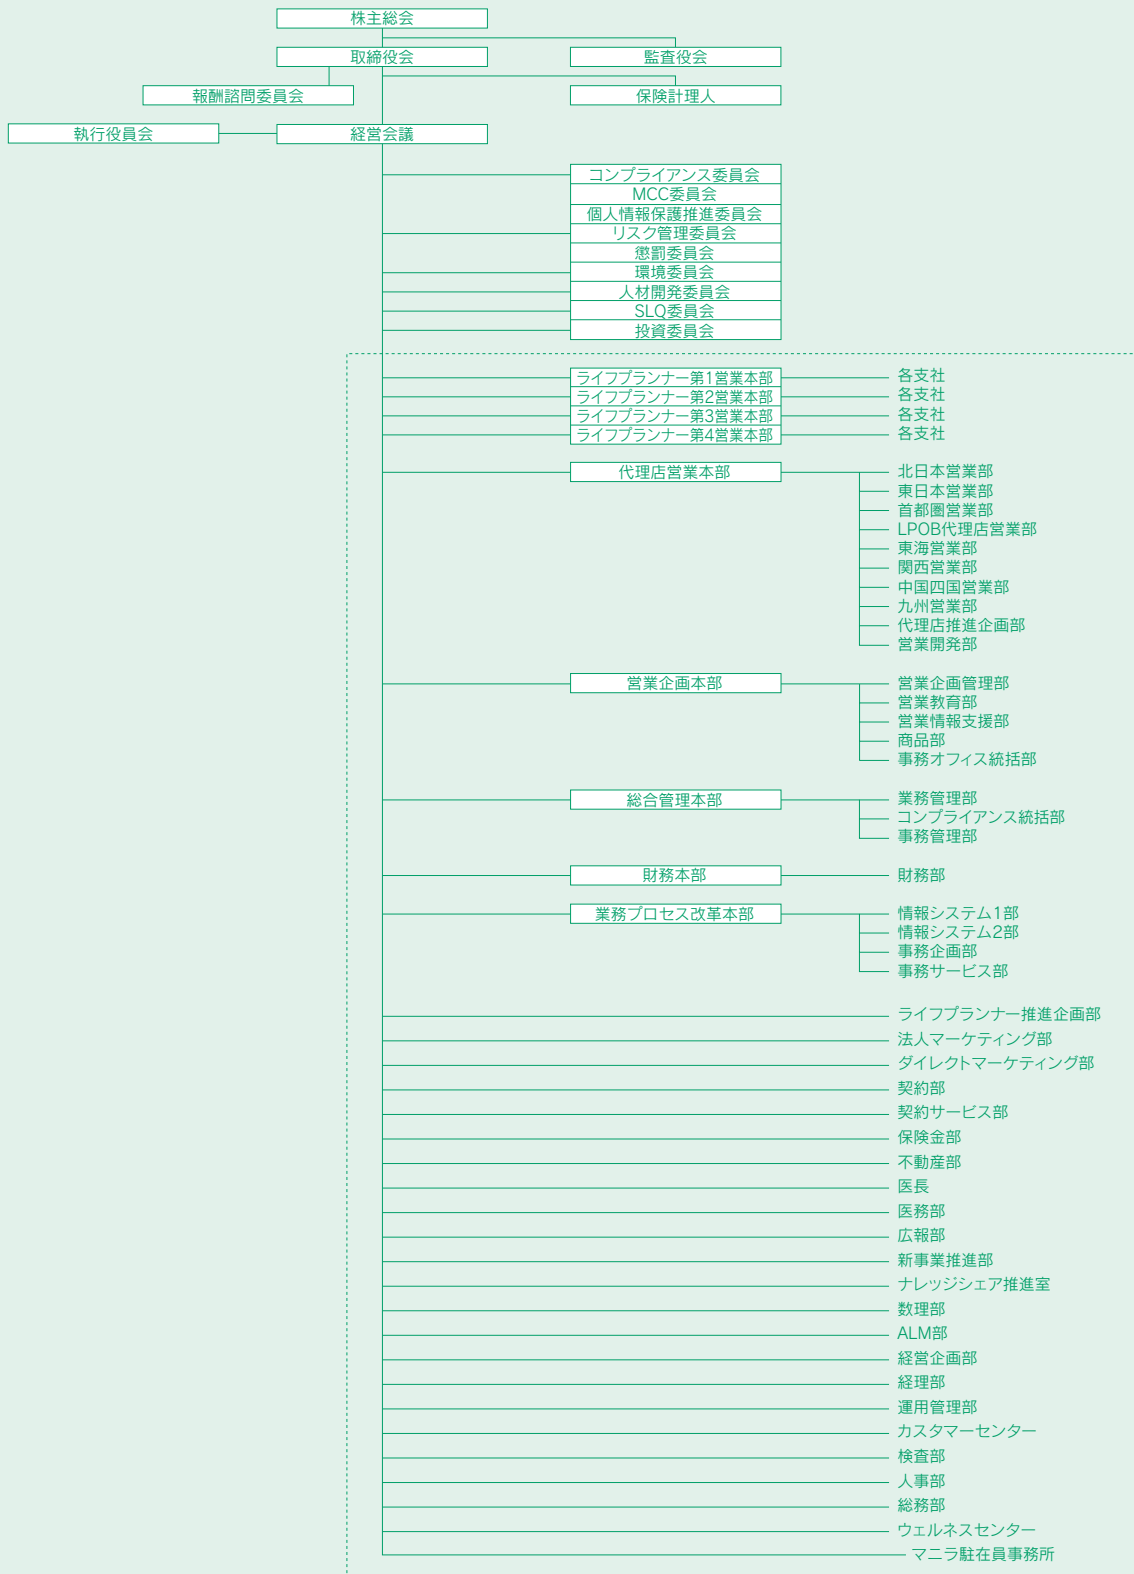 株主総会
取締役会
監査役会
報酬諮問委員会
保険計理人
執行役員会
経営会議
コンプライアンス委員会
MCC委員会
個人情報保護推進委員会
リスク管理委員会
懲罰委員会
環境委員会
人材開発委員会
SLQ委員会
投資委員会
ライフプランナー第1営業本部
各支社
ライフプランナー第2営業本部
各支社
ライフプランナー第3営業本部
各支社
ライフプランナー第4営業本部
各支社
代理店営業本部
北日本営業部
東日本営業部
首都圏営業部
LPOB代理店営業部
東海営業部
関西営業部
中国四国営業部
九州営業部
代理店推進企画部
営業開発部
営業企画本部
営業企画管理部
営業教育部
営業情報支援部
商品部
事務オフィス統括部
総合管理本部
業務管理部
コンプライアンス統括部
事務管理部
財務本部
財務部
業務プロセス改革本部
情報システム1部
情報システム2部
事務企画部
事務サービス部
ライフプランナー推進企画部
法人マーケティング部
ダイレクトマーケティング部
契約部
契約サービス部
保険金部
不動産部
医長
医務部
広報部
新事業推進部
ナレッジシェア推進室
数理部
ALM部
経営企画部
経理部
運用管理部
カスタマーセンター
検査部
人事部
総務部
ウェルネスセンター
マニラ駐在員事務所